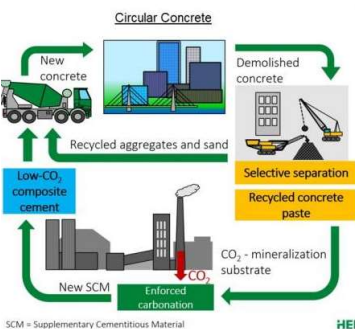 Circular Concrete
New
concrete
Demolished
concrete
Recycled aggregates and sand
Selective separation
Recycled concrete
paste
Low-CO₂
composite
cement
CO₂
CO₂ - mineralization
substrate
New SCM
Enforced
carbonation
SCM = Supplementary Cementitious Material